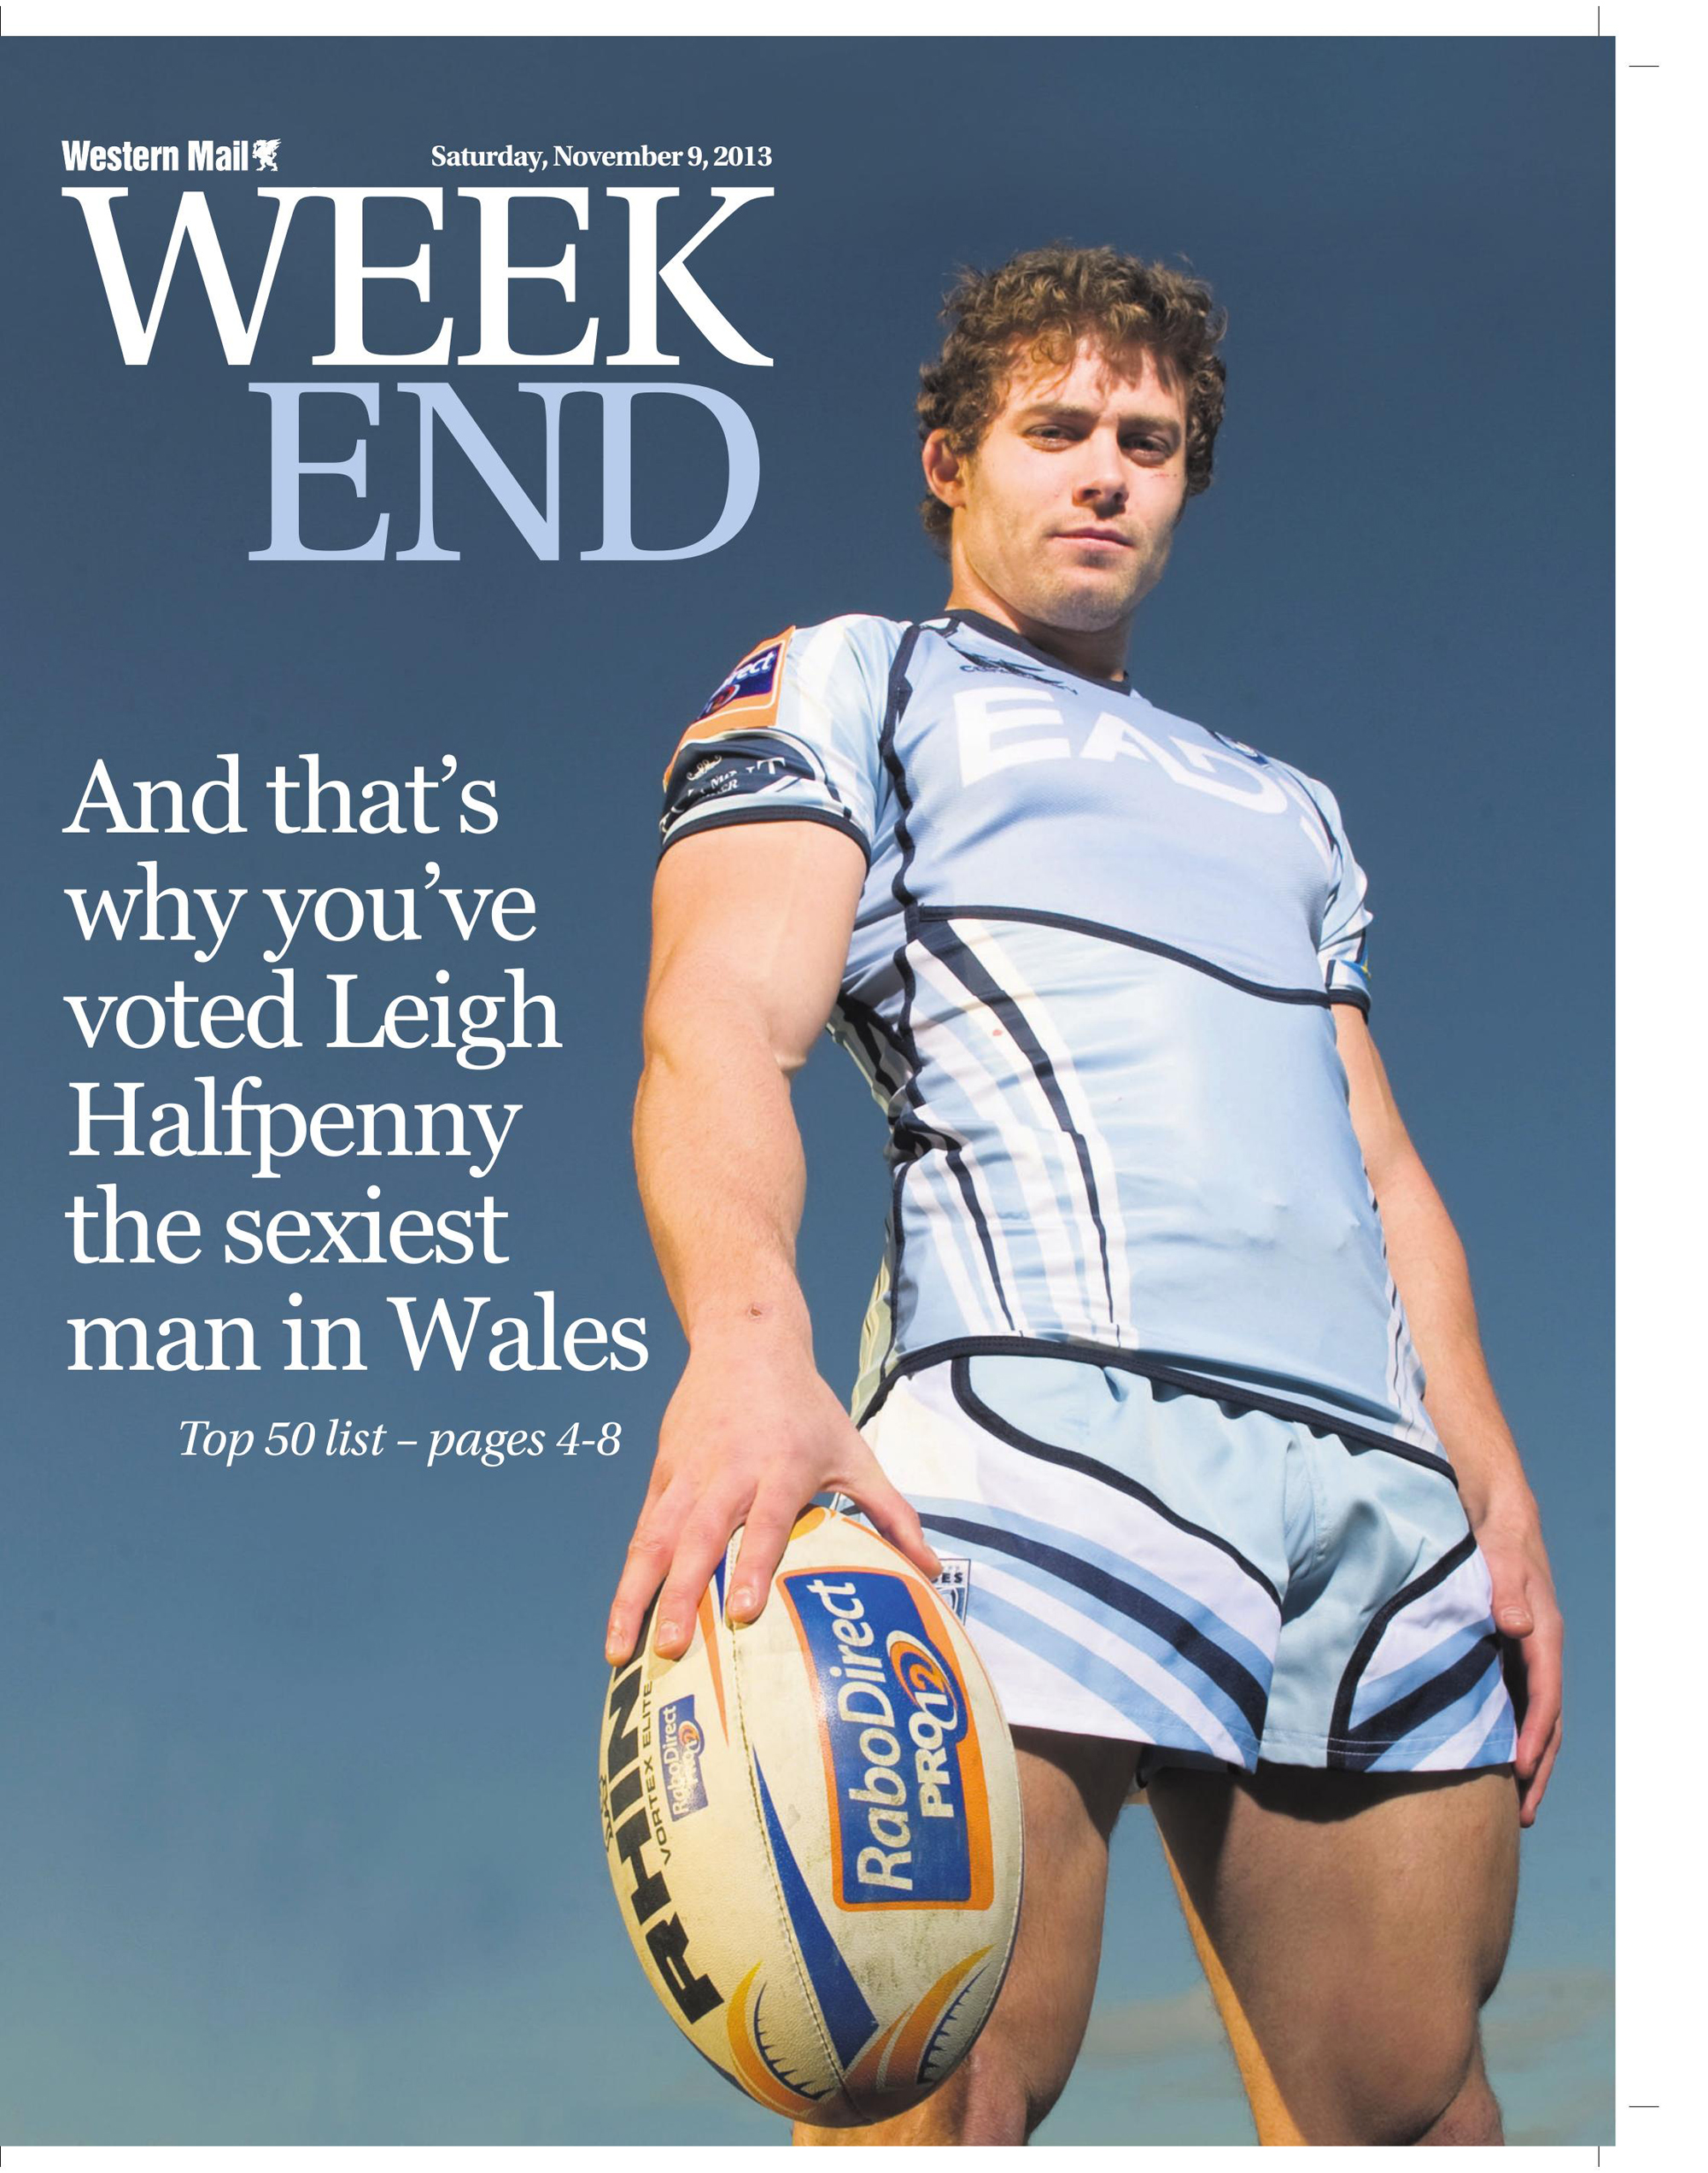 Western Mail
Saturday, November 9, 2013
WEEK
END
And that's
why you've
voted Leigh
Halfpenny
the sexiest
man in Wales
Top 50 list – pages 4-8
EADS
RaboDirect
PRO12
VORTEX ELITE
RaboDirect
PRO12